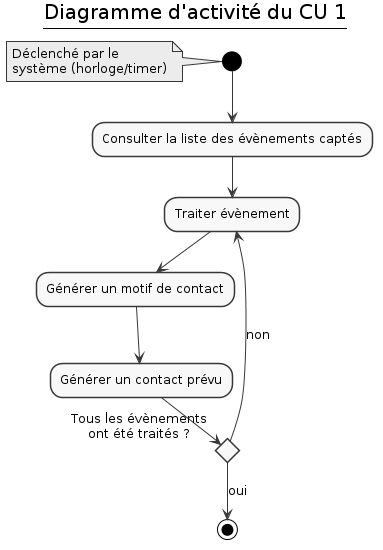 Diagramme d'activité du CU 1
Déclenché par le
système (horloge/timer)
Consulter la liste des évènements captés
Traiter évènement
Générer un motif de contact
non
Générer un contact prévu
Tous les évènements
ont été traités ?
oui